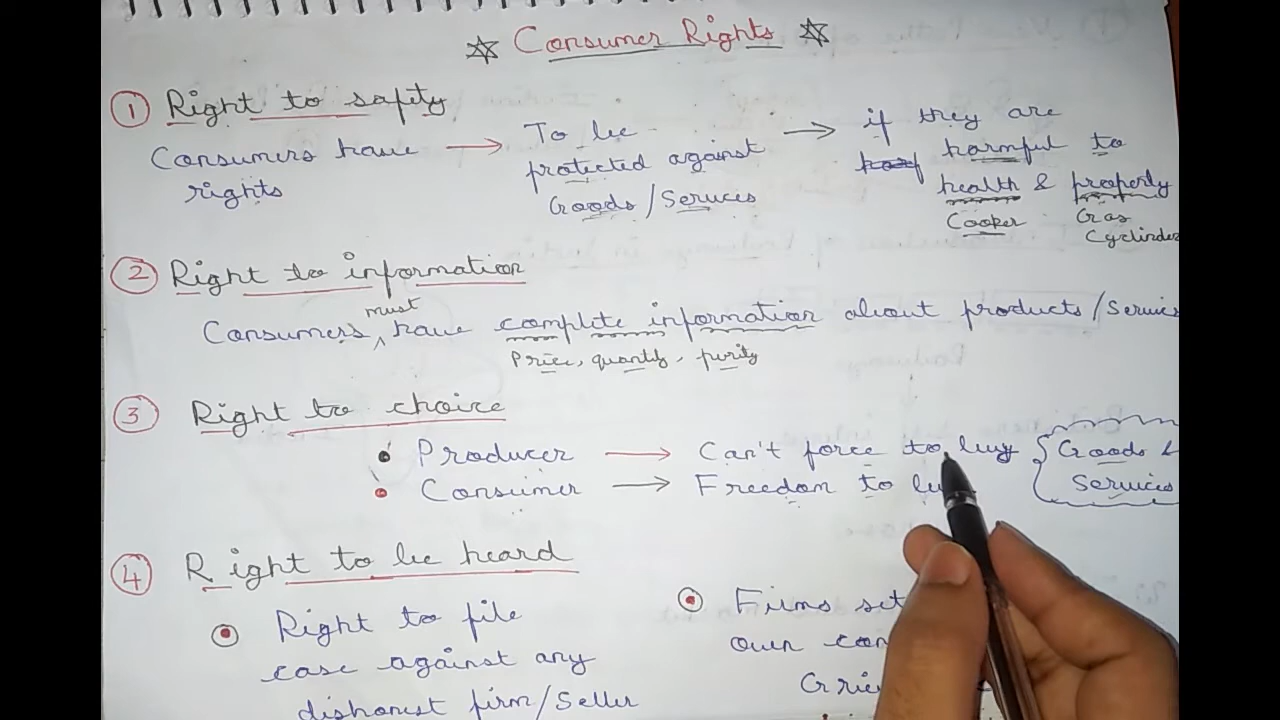 ☆ Consumer Rights ☆
① Right to safety
Consumers have → To be → if they are
rights protected against harmful to
Goods/Services health & property
Cooker Gas
Cyclinder
② Right to information
must
Consumers ^ have complete information about products/Servic
Price, quantity, purity
③ Right to choice
• Producer → Can't force to buy { Goods &
• Consumer → Freedom to Services
④ Right to be heard
Right to file
case against any
dishonest firm/Seller
Firms set
own